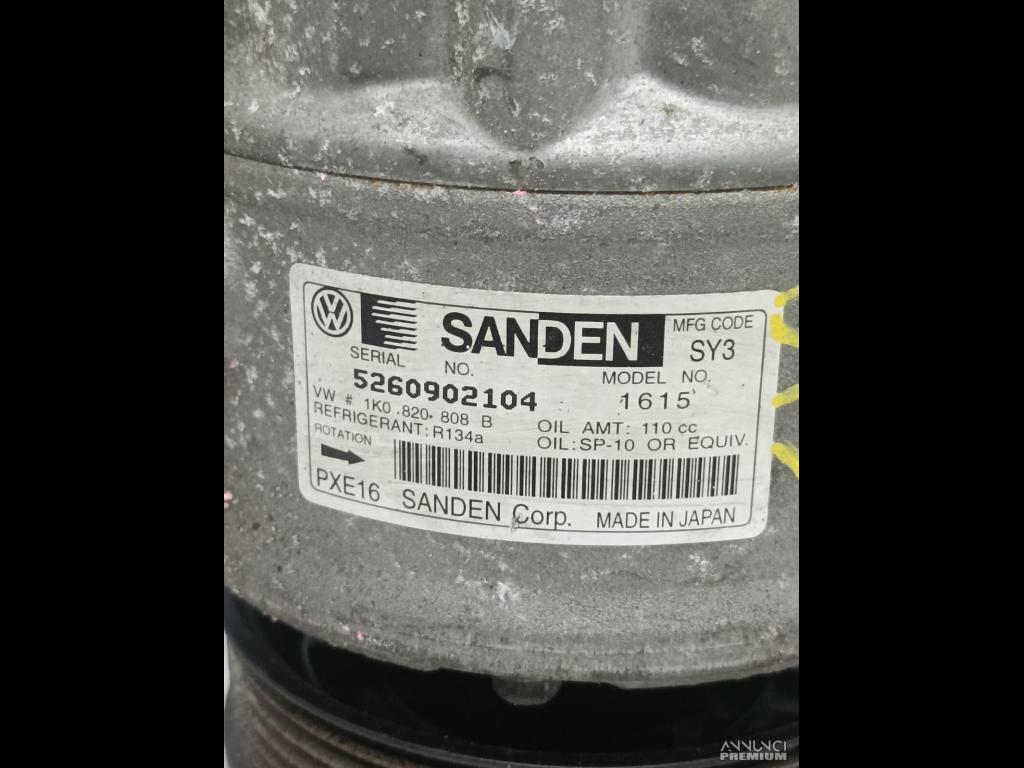 VW
SANDEN
MFG CODE
SY3
SERIAL NO.
5260902104
MODEL NO.
1615
VW # 1K0.820.808 B
REFRIGERANT:R134a
OIL AMT: 110 cc
OIL:SP-10 OR EQUIV.
ROTATION
PXE16
SANDEN Corp.
MADE IN JAPAN
ANNUNCI
PREMIUM